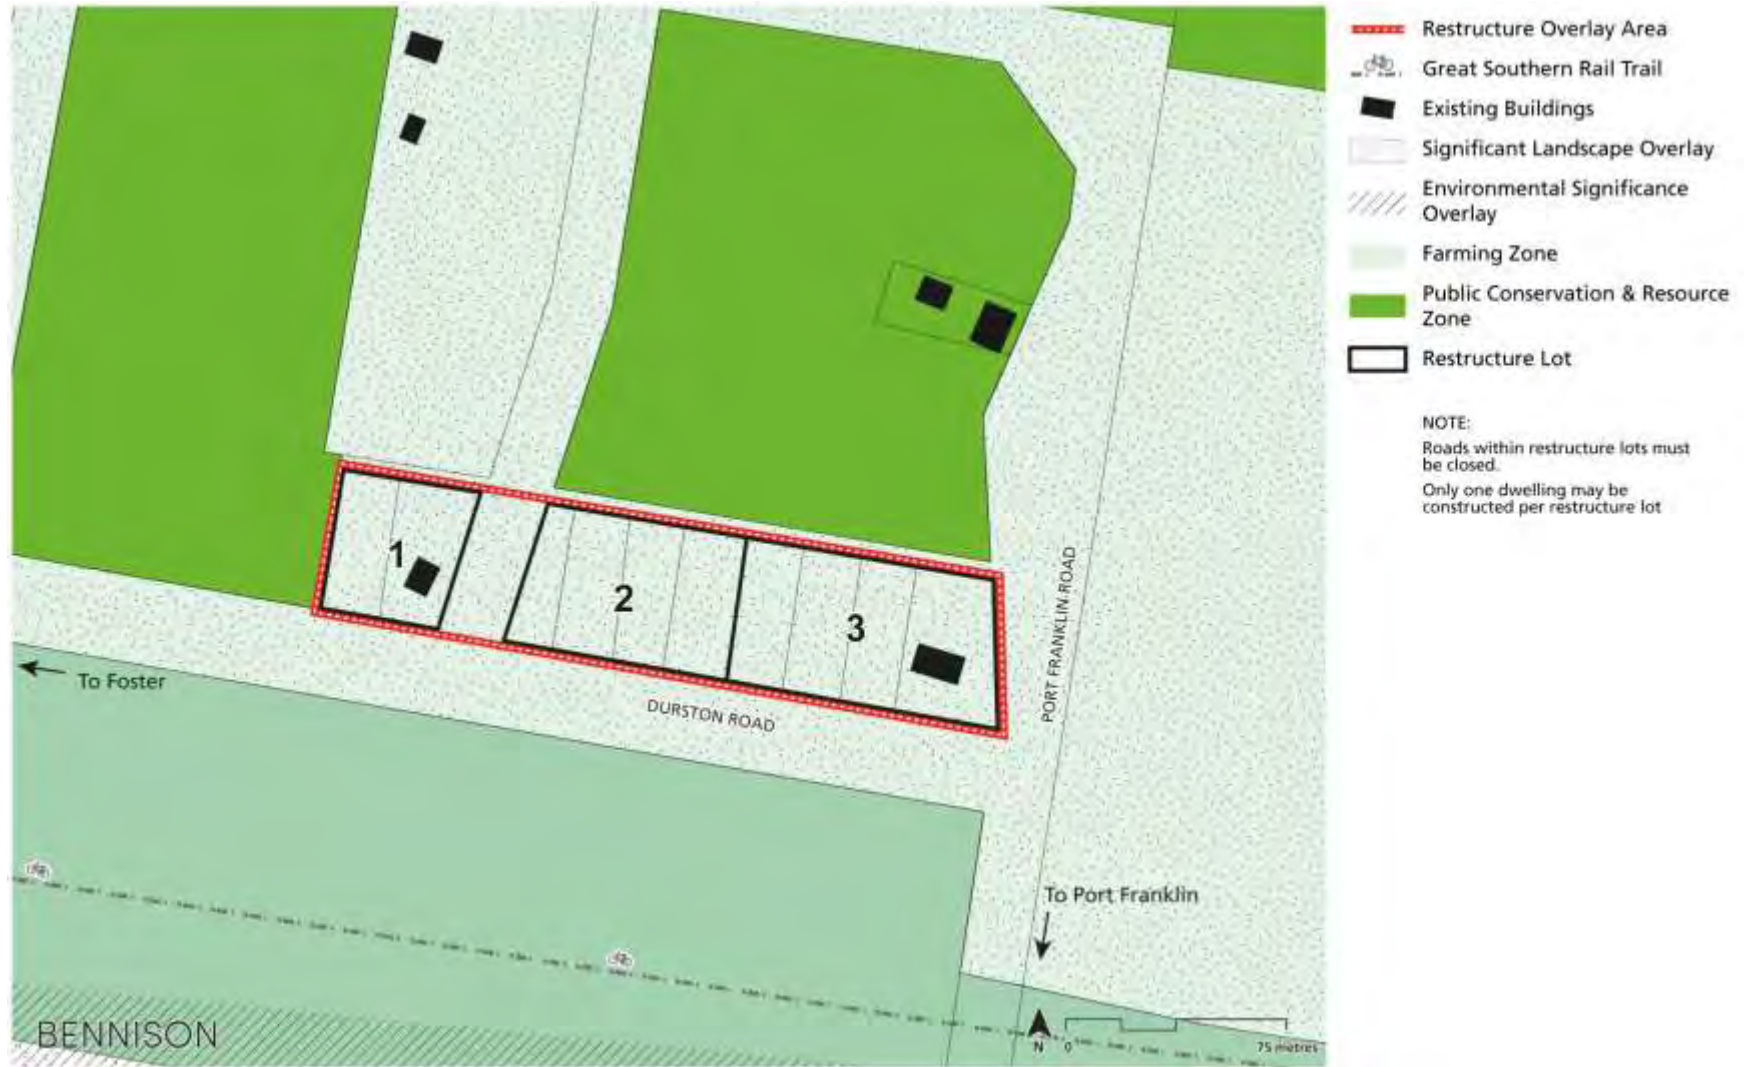 Restructure Overlay Area
Great Southern Rail Trail
Existing Buildings
Significant Landscape Overlay
Environmental Significance
Overlay
Farming Zone
Public Conservation & Resource
Zone
Restructure Lot
NOTE:
Roads within restructure lots must
be closed.
Only one dwelling may be
constructed per restructure lot
1
2
3
PORT FRANKLIN ROAD
To Foster
DURSTON ROAD
To Port Franklin
BENNISON
N
0
75 metres